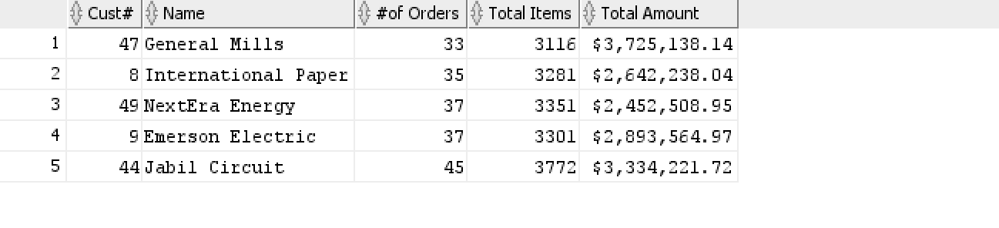 Cust# Name #of Orders Total Items Total Amount
1 47 General Mills 33 3116 $3,725,138.14
2 8 International Paper 35 3281 $2,642,238.04
3 49 NextEra Energy 37 3351 $2,452,508.95
4 9 Emerson Electric 37 3301 $2,893,564.97
5 44 Jabil Circuit 45 3772 $3,334,221.72